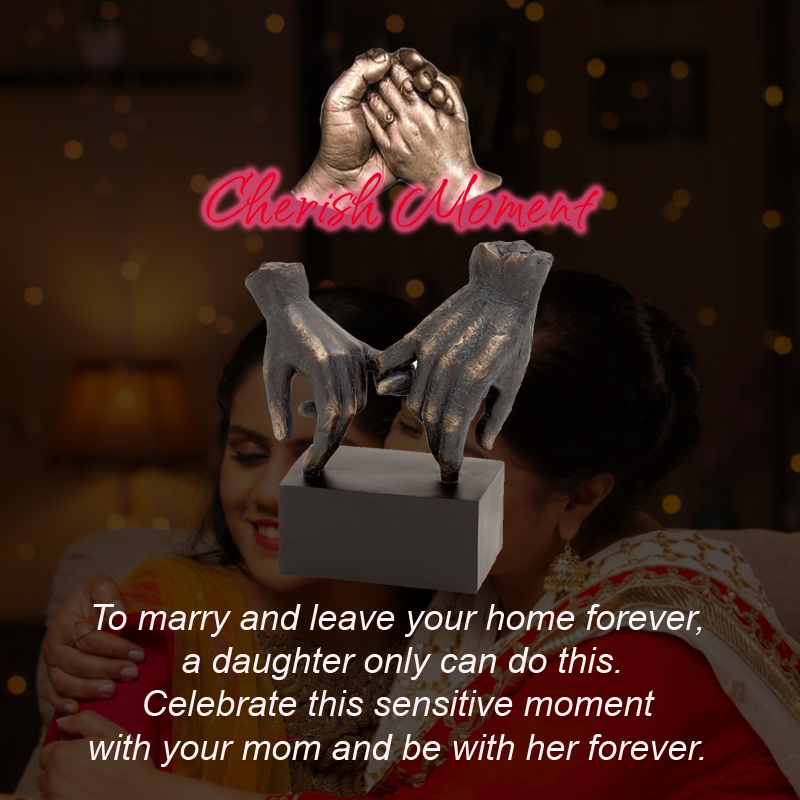 Cherish Moment
To marry and leave your home forever,
a daughter only can do this.
Celebrate this sensitive moment
with your mom and be with her forever.